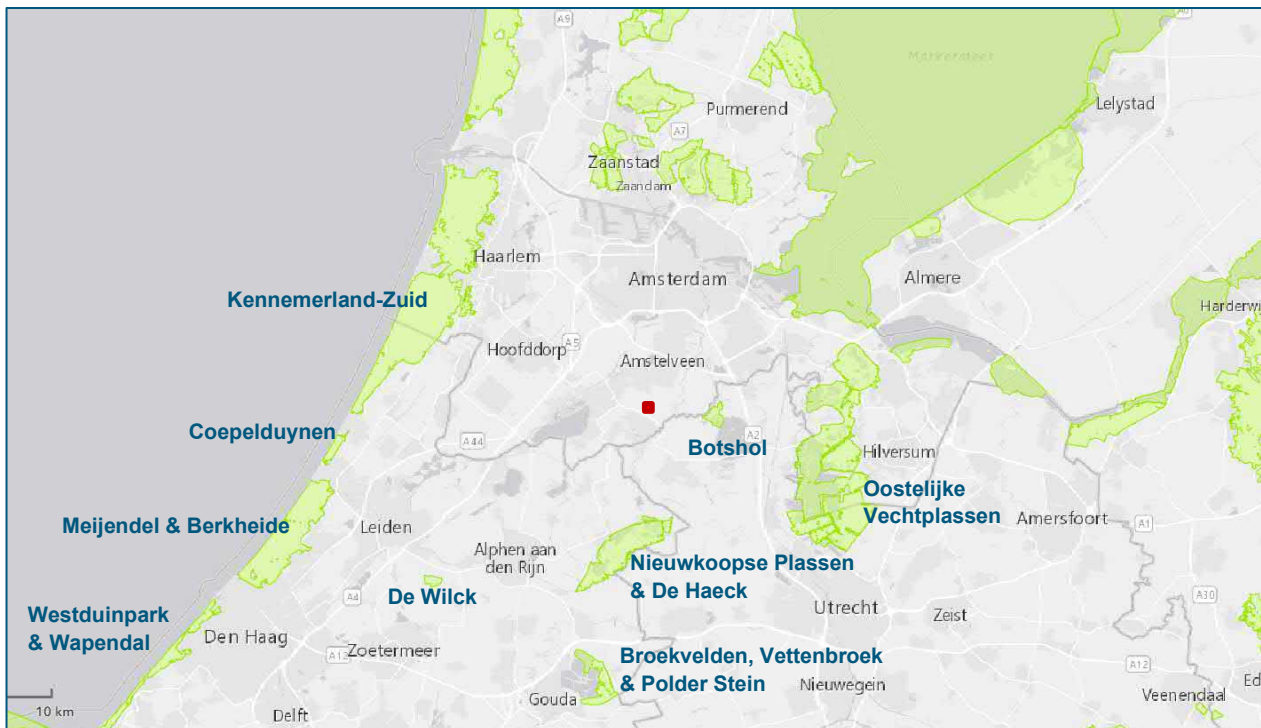 A9
Markermeer
A6
Lelystad
Purmerend
A7
Zaanstad
Zaandam
Haarlem
Amsterdam
Almere
Kennemerland-Zuid
Harderwi
Hoofddorp
A5
Amstelveen
Coepelduynen
A44
Botshol
A2
Hilversum
Oostelijke
Vechtplassen
Meijendel & Berkheide
Leiden
Amersfoort
A1
Alphen aan
den Rijn
Nieuwkoopse Plassen
& De Haeck
De Wilck
A4
Utrecht
Zeist
A30
Westduinpark
& Wapendal
Den Haag
A12
Zoetermeer
Broekvelden, Vettenbroek
& Polder Stein
A12
Ed
Nieuwegein
Veenendaal
Gouda
10 km
Delft